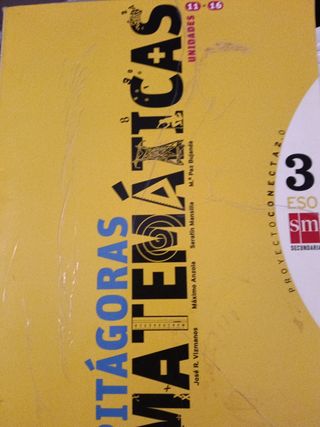 PITÁGORAS
MATEMÁTICAS
UNIDADES 11 - 16
José R. Vizmanos Máximo Anzola Serafín Mansilla M.ª Paz Bujanda
PROYECTO CONECTA 2.0
3
ESO
sm
SECUNDARIA